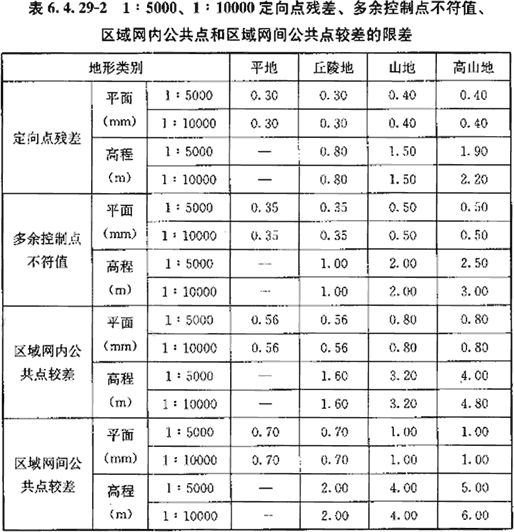 表 6.4.29-2 1：5000、1：10000 定向点残差、多余控制点不符值、
区域网内公共点和区域网间公共点较差的限差
地形类别 平地 丘陵地 山地 高山地
定向点残差 平面 (mm) 1：5000 0.30 0.30 0.40 0.40
1：10000 0.30 0.30 0.40 0.40
高程 (m) 1：5000 — 0.80 1.50 1.90
1：10000 — 0.80 1.50 2.20
多余控制点不符值 平面 (mm) 1：5000 0.35 0.35 0.50 0.50
1：10000 0.35 0.35 0.50 0.50
高程 (m) 1：5000 — 1.00 2.00 2.50
1：10000 — 1.00 2.00 3.00
区域网内公共点较差 平面 (mm) 1：5000 0.56 0.56 0.80 0.80
1：10000 0.56 0.56 0.80 0.80
高程 (m) 1：5000 — 1.60 3.20 4.00
1：10000 — 1.60 3.20 4.80
区域网间公共点较差 平面 (mm) 1：5000 0.70 0.70 1.00 1.00
1：10000 0.70 0.70 1.00 1.00
高程 (m) 1：5000 — 2.00 4.00 5.00
1：10000 — 2.00 4.00 6.00